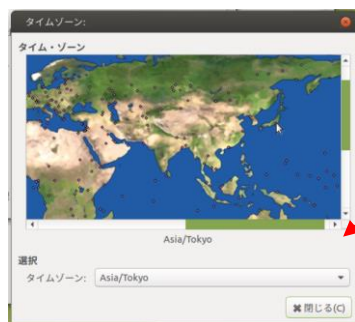 タイムゾーン:
タイム・ゾーン
Asia/Tokyo
選択
タイムゾーン: Asia/Tokyo
✖閉じる(C)